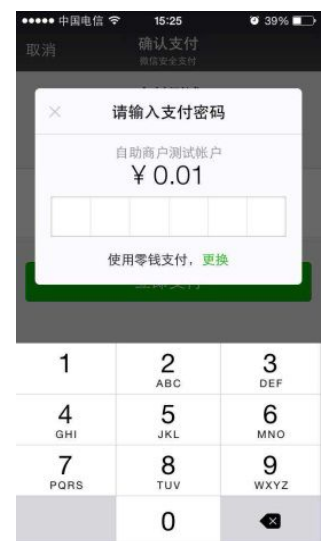 中国电信 15:25 39%
取消 确认支付
微信安全支付
请输入支付密码
自助商户测试帐户
¥ 0.01
使用零钱支付，更换
立即支付
1 2 3
ABC DEF
4 5 6
GHI JKL MNO
7 8 9
PQRS TUV WXYZ
0